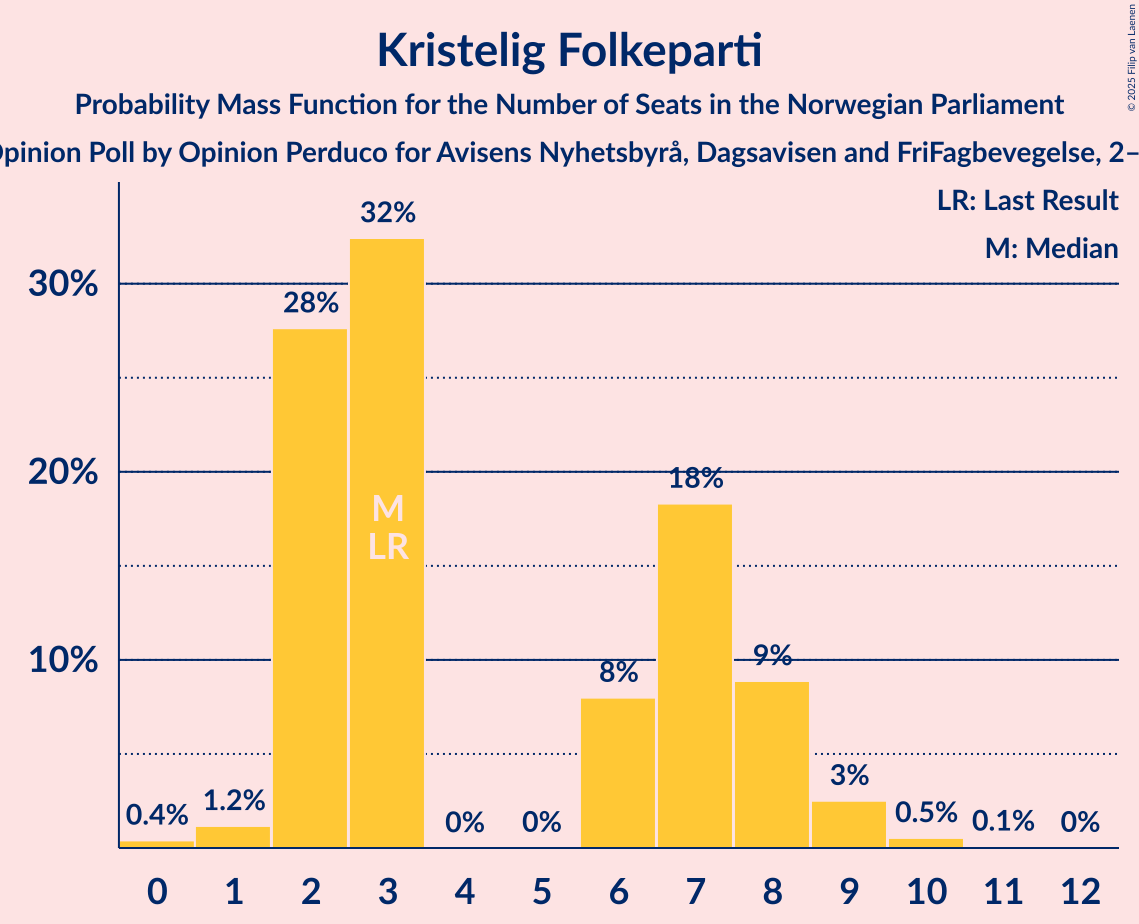 Kristelig Folkeparti
Probability Mass Function for the Number of Seats in the Norwegian Parliament
Opinion Poll by Opinion Perduco for Avisens Nyhetsbyrå, Dagsavisen and FriFagbevegelse, 2–
© 2025 Filip van Laenen
LR: Last Result
M: Median
32%
30%
28%
20%
18%
M
LR
10%
9%
8%
3%
1.2%
0.4%
0%
0%
0.5%
0.1%
0%
0 1 2 3 4 5 6 7 8 9 10 11 12